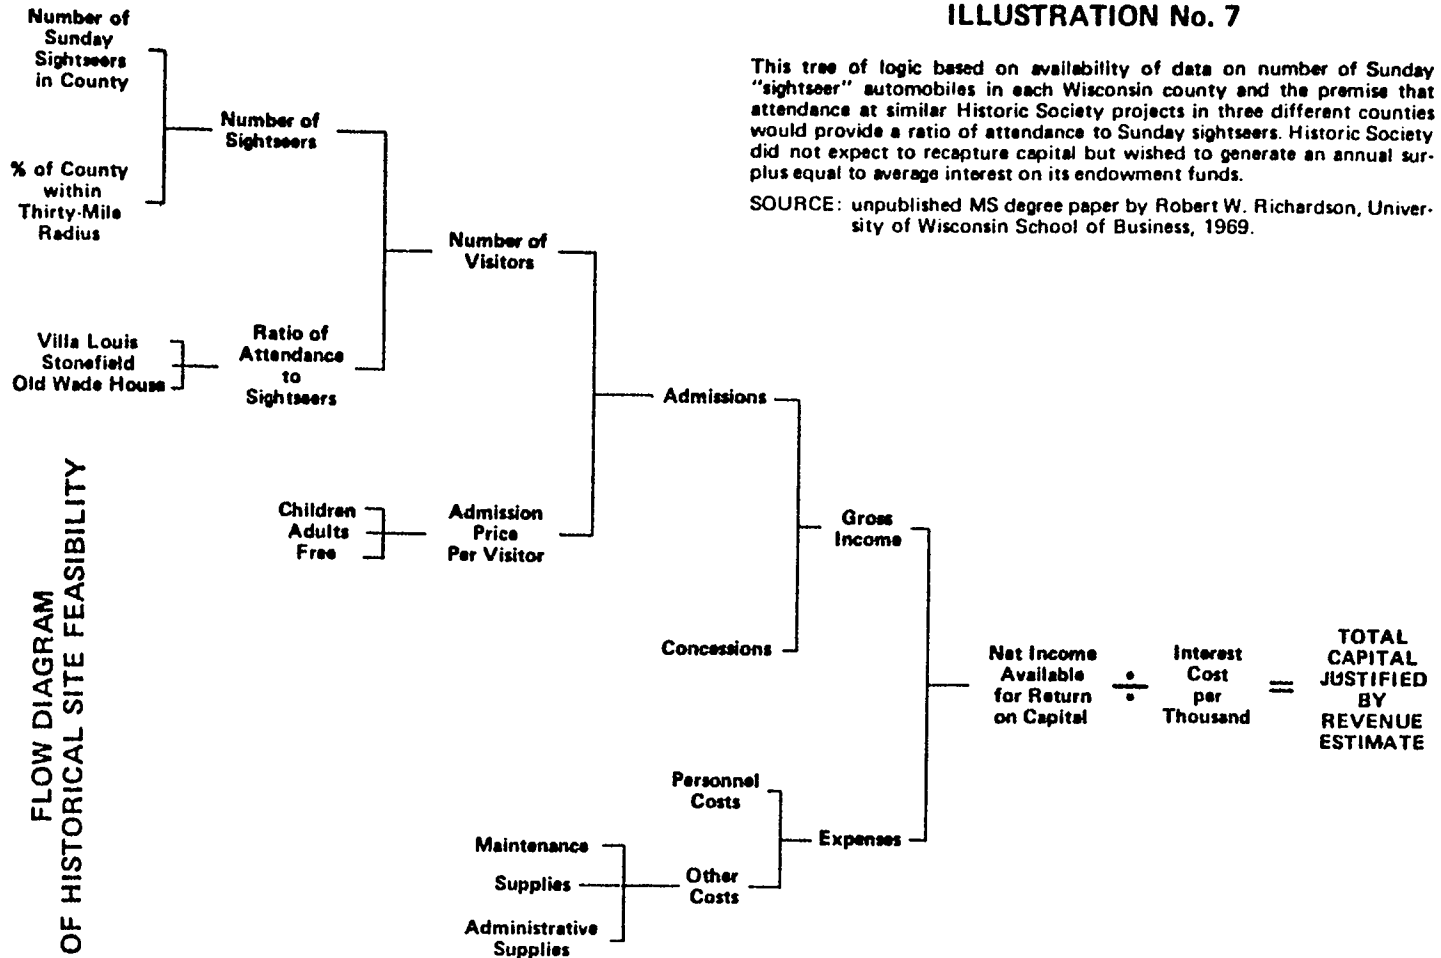 ILLUSTRATION No. 7
This tree of logic based on availability of data on number of Sunday
"sightseer" automobiles in each Wisconsin county and the premise that
attendance at similar Historic Society projects in three different counties
would provide a ratio of attendance to Sunday sightseers. Historic Society
did not expect to recapture capital but wished to generate an annual sur-
plus equal to average interest on its endowment funds.
SOURCE: unpublished MS degree paper by Robert W. Richardson, Univer-
sity of Wisconsin School of Business, 1969.
Number of
Sunday
Sightseers
in County
% of County
within
Thirty-Mile
Radius
Number of
Sightseers
Villa Louis
Stonefield
Old Wade House
Ratio of
Attendance
to
Sightseers
Number of
Visitors
Children
Adults
Free
Admission
Price
Per Visitor
Admissions
Concessions
Gross
Income
Personnel
Costs
Maintenance
Supplies
Administrative
Supplies
Other
Costs
Expenses
Net Income
Available
for Return
on Capital
÷
Interest
Cost
per
Thousand
=
TOTAL
CAPITAL
JUSTIFIED
BY
REVENUE
ESTIMATE
FLOW DIAGRAM
OF HISTORICAL SITE FEASIBILITY